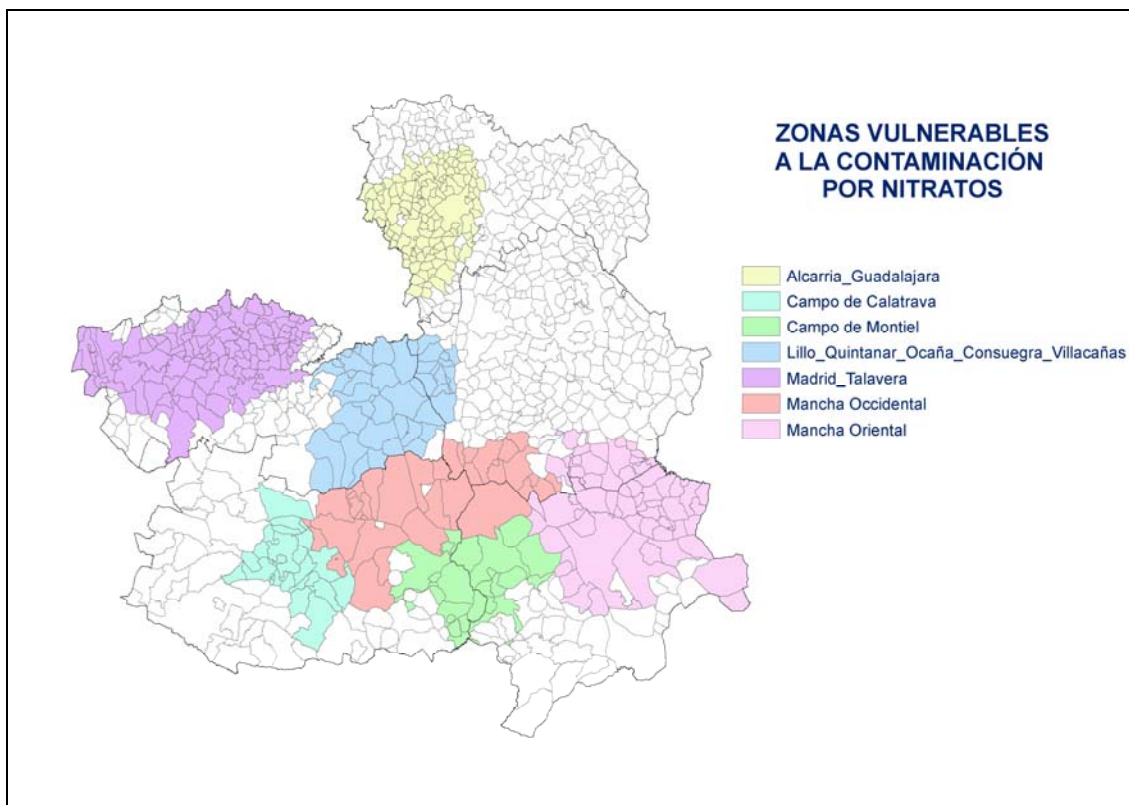 ZONAS VULNERABLES
A LA CONTAMINACIÓN
POR NITRATOS
Alcarria_Guadalajara
Campo de Calatrava
Campo de Montiel
Lillo_Quintanar_Ocaña_Consuegra_Villacañas
Madrid_Talavera
Mancha Occidental
Mancha Oriental